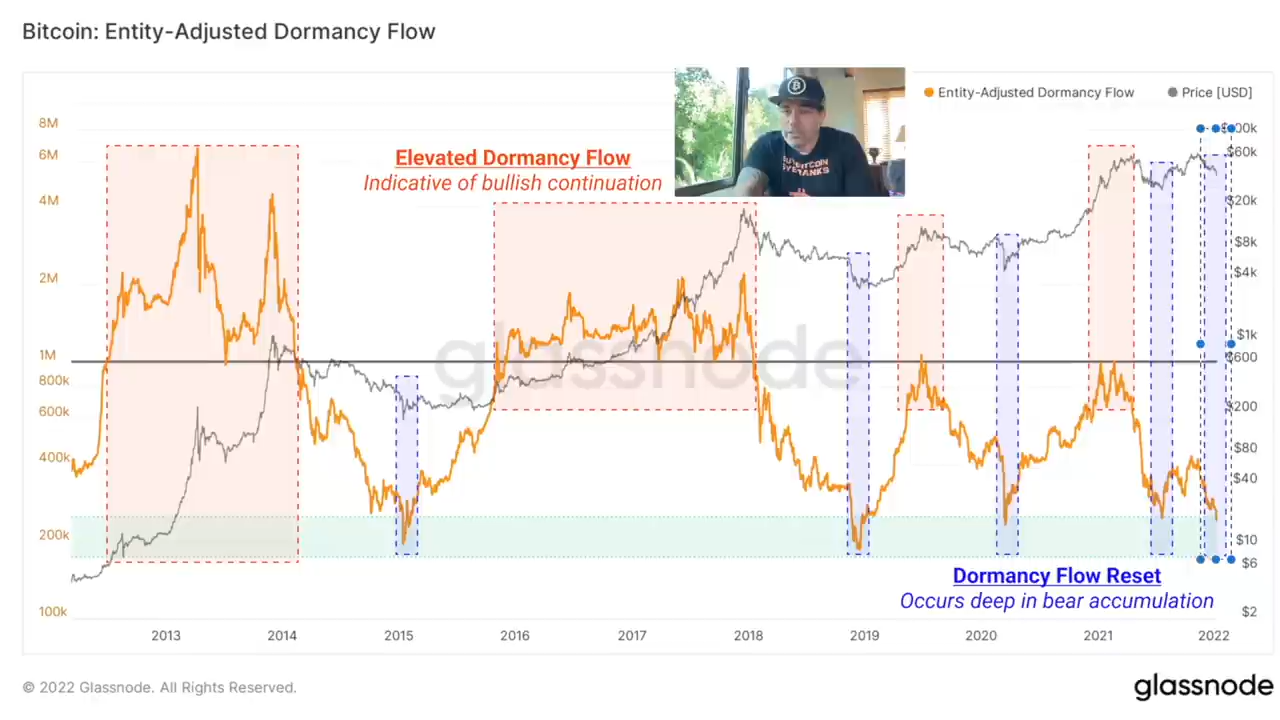 Bitcoin: Entity-Adjusted Dormancy Flow
Entity-Adjusted Dormancy Flow
Price [USD]
8M
6M
4M
2M
1M
800k
600k
400k
200k
100k
Elevated Dormancy Flow
Indicative of bullish continuation
BITCOIN
glassnode
$60k
$20k
$8k
$4k
$1k
$600
$200
$80
$40
$10
$6
$2
Dormancy Flow Reset
Occurs deep in bear accumulation
2013
2014
2015
2016
2017
2018
2019
2020
2021
2022
© 2022 Glassnode. All Rights Reserved.
glassnode